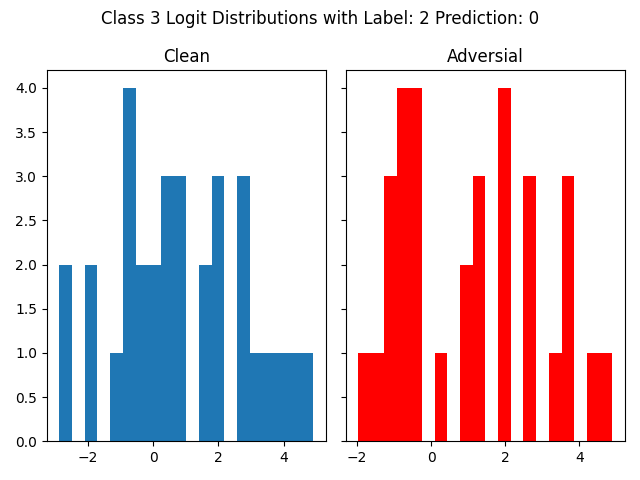 Class 3 Logit Distributions with Label: 2 Prediction: 0
Clean
Adversial
4.0
3.5
3.0
2.5
2.0
1.5
1.0
0.5
0.0
−2 0 2 4
−2 0 2 4